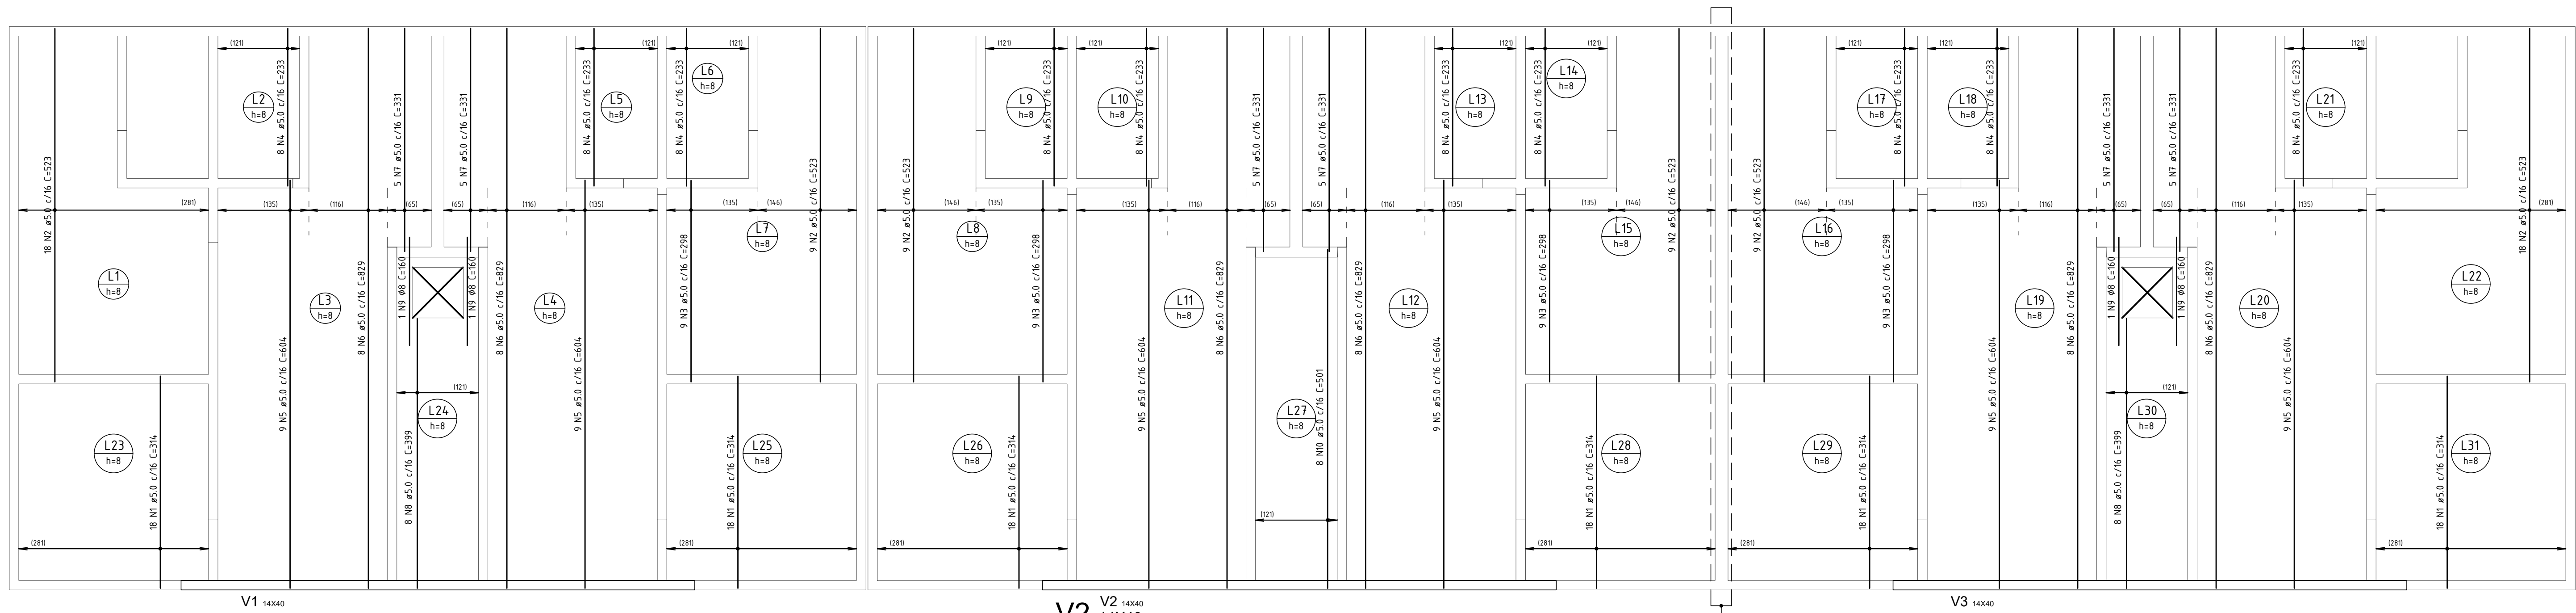 (121)
(121)
(121)
(121)
(121)
(121)
(121)
(121)
(121)
(121)
L6
h=8
L14
h=8
L2
h=8
L5
h=8
L9
h=8
L10
h=8
L13
h=8
L17
h=8
L18
h=8
L21
h=8
8 N4 ø5.0 c/16 C=233
8 N4 ø5.0 c/16 C=233
8 N4 ø5.0 c/16 C=233
8 N4 ø5.0 c/16 C=233
8 N4 ø5.0 c/16 C=233
8 N4 ø5.0 c/16 C=233
8 N4 ø5.0 c/16 C=233
8 N4 ø5.0 c/16 C=233
8 N4 ø5.0 c/16 C=233
8 N4 ø5.0 c/16 C=233
5 N7 ø5.0 c/16 C=331
5 N7 ø5.0 c/16 C=331
5 N7 ø5.0 c/16 C=331
5 N7 ø5.0 c/16 C=331
5 N7 ø5.0 c/16 C=331
5 N7 ø5.0 c/16 C=331
18 N2 ø5.0 c/16 C=523
9 N2 ø5.0 c/16 C=523
9 N2 ø5.0 c/16 C=523
9 N2 ø5.0 c/16 C=523
9 N2 ø5.0 c/16 C=523
18 N2 ø5.0 c/16 C=523
(281)
(135)
(116)
(65)
(65)
(116)
(135)
(135)
(146)
(146)
(135)
(135)
(116)
(65)
(65)
(116)
(135)
(135)
(146)
(146)
(135)
(135)
(116)
(65)
(65)
(116)
(135)
(281)
L7
h=8
L8
h=8
L15
h=8
L16
h=8
L1
h=8
L22
h=8
L3
h=8
L4
h=8
L11
h=8
L12
h=8
L19
h=8
L20
h=8
1 N9 Ø8 C=160
1 N9 Ø8 C=160
1 N9 Ø8 C=160
1 N9 Ø8 C=160
9 N3 ø5.0 c/16 C=298
9 N3 ø5.0 c/16 C=298
9 N3 ø5.0 c/16 C=298
9 N3 ø5.0 c/16 C=298
8 N6 ø5.0 c/16 C=829
8 N6 ø5.0 c/16 C=829
8 N6 ø5.0 c/16 C=829
8 N6 ø5.0 c/16 C=829
8 N6 ø5.0 c/16 C=829
8 N6 ø5.0 c/16 C=829
9 N5 ø5.0 c/16 C=604
9 N5 ø5.0 c/16 C=604
9 N5 ø5.0 c/16 C=604
9 N5 ø5.0 c/16 C=604
9 N5 ø5.0 c/16 C=604
9 N5 ø5.0 c/16 C=604
(121)
(121)
L24
h=8
L27
h=8
L30
h=8
8 N10 ø5.0 c/16 C=501
L23
h=8
L25
h=8
L26
h=8
L28
h=8
L29
h=8
L31
h=8
8 N8 ø5.0 c/16 C=399
8 N8 ø5.0 c/16 C=399
18 N1 ø5.0 c/16 C=314
18 N1 ø5.0 c/16 C=314
18 N1 ø5.0 c/16 C=314
18 N1 ø5.0 c/16 C=314
18 N1 ø5.0 c/16 C=314
18 N1 ø5.0 c/16 C=314
(121)
(281)
(281)
(281)
(281)
(281)
(281)
V1 14X40
V2 14X40
V3 14X40